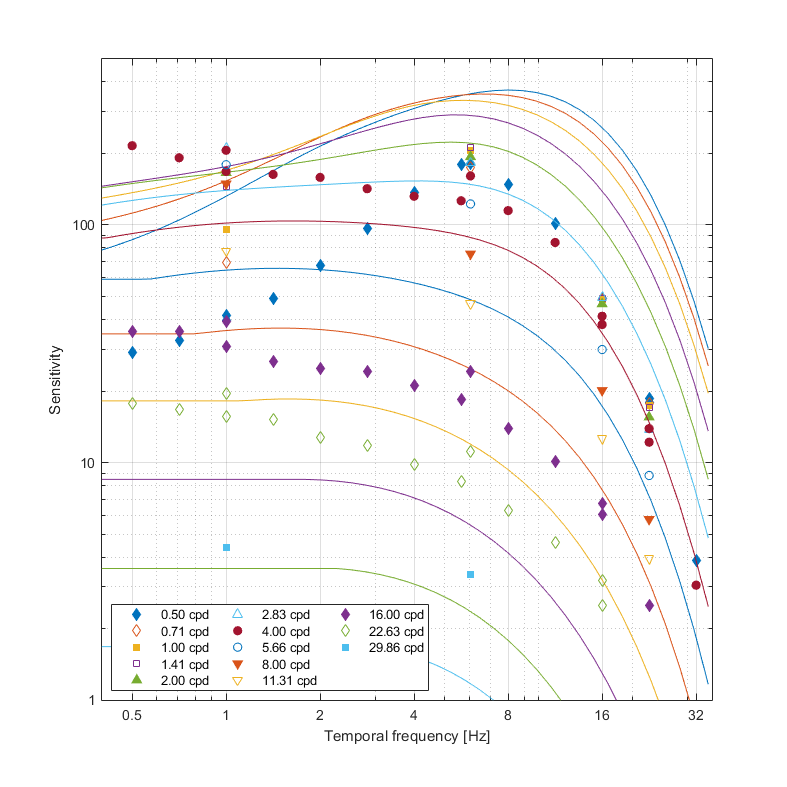 100
10
1
Sensitivity
0.50 cpd 2.83 cpd 16.00 cpd
0.71 cpd 4.00 cpd 22.63 cpd
1.00 cpd 5.66 cpd 29.86 cpd
1.41 cpd 8.00 cpd
2.00 cpd 11.31 cpd
0.5 1 2 4 8 16 32
Temporal frequency [Hz]